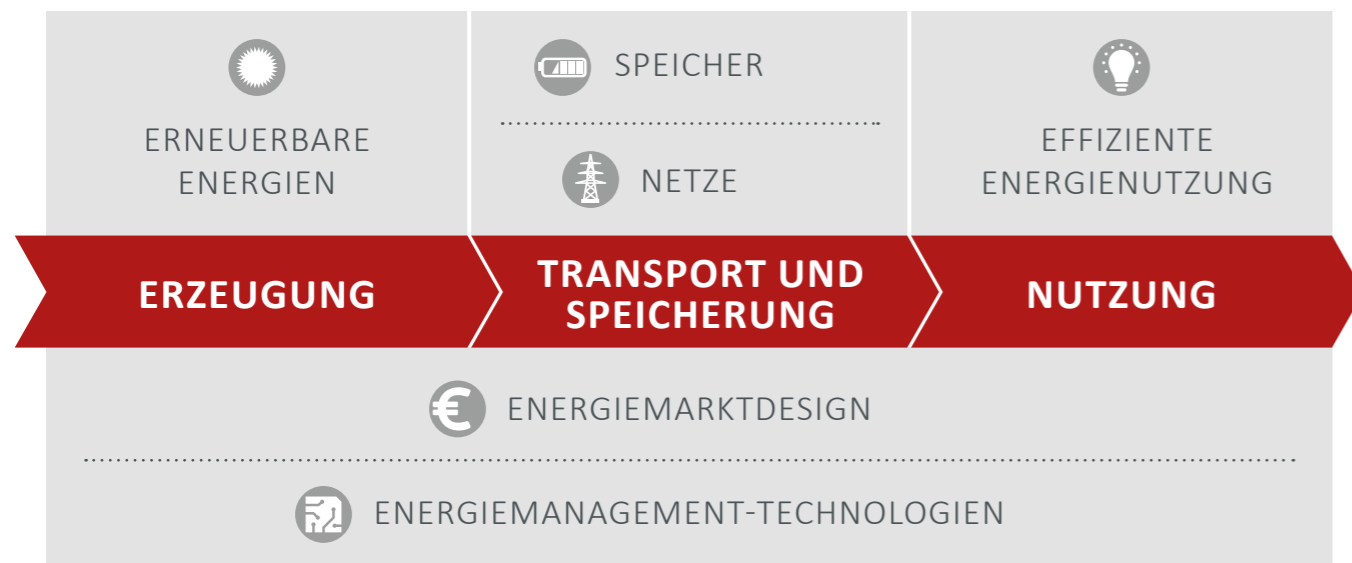 ERNEUERBARE
ENERGIEN
SPEICHER
NETZE
EFFIZIENTE
ENERGIENUTZUNG
ERZEUGUNG
TRANSPORT UND
SPEICHERUNG
NUTZUNG
€ ENERGIEMARKTDESIGN
ENERGIEMANAGEMENT-TECHNOLOGIEN